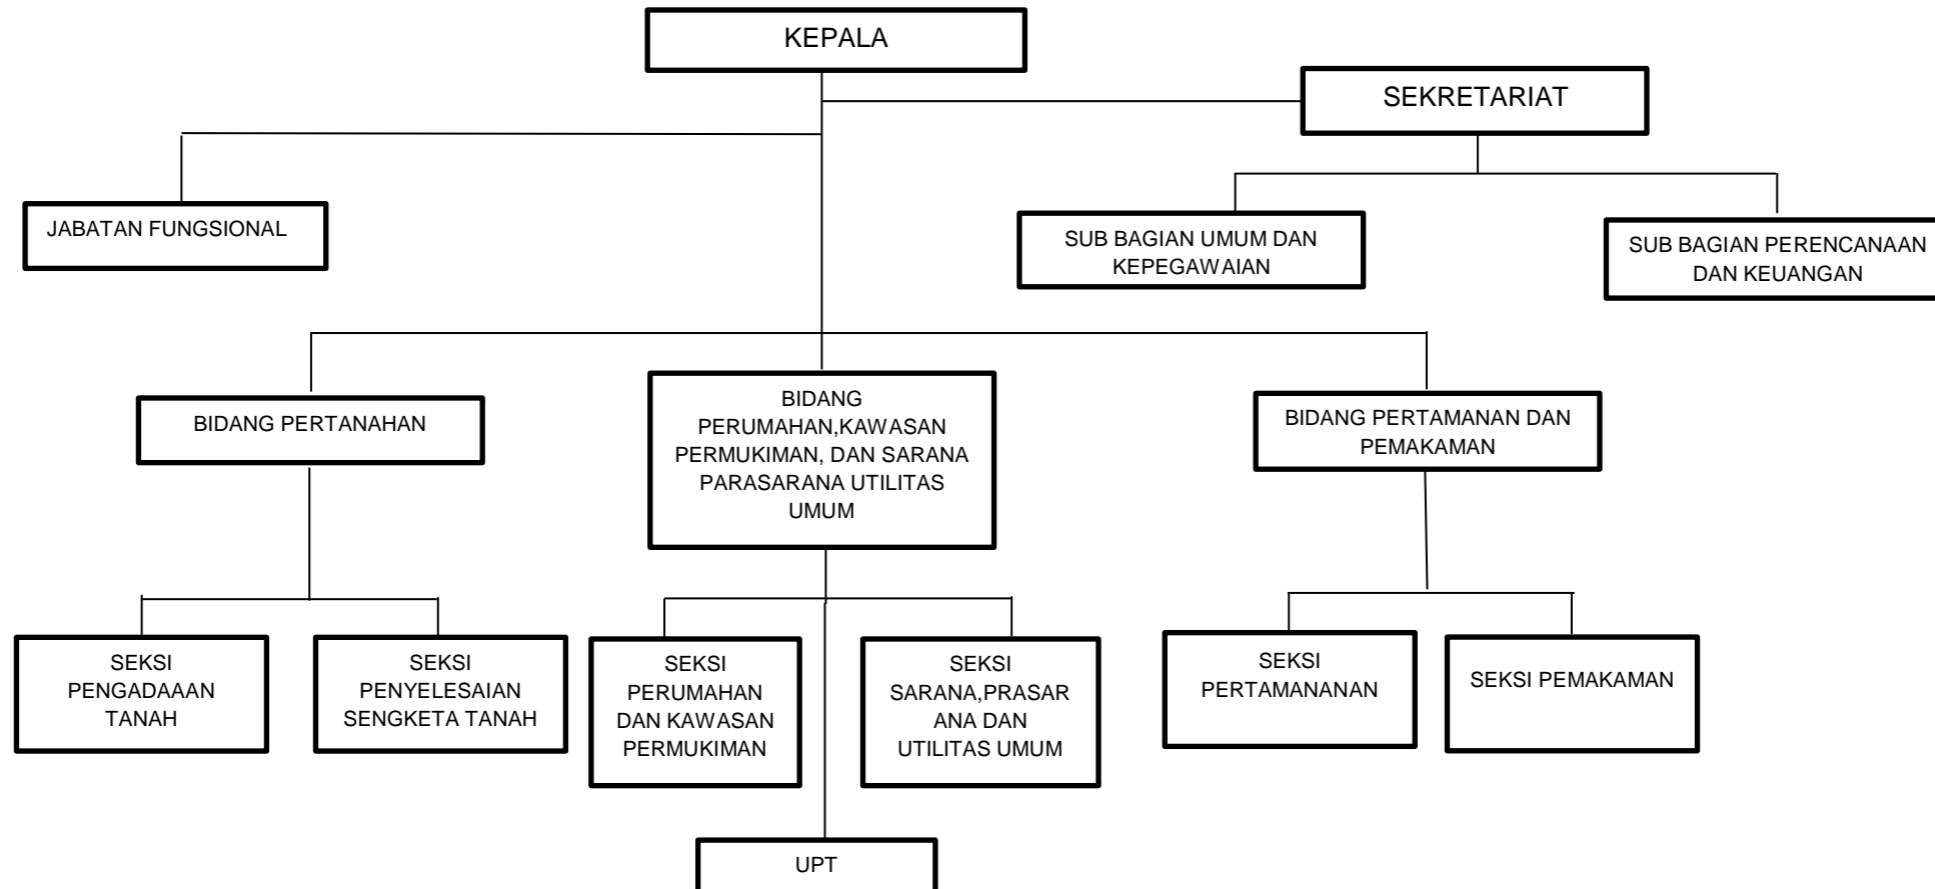 KEPALA
SEKRETARIAT
JABATAN FUNGSIONAL
SUB BAGIAN UMUM DAN
KEPEGAWAIAN
SUB BAGIAN PERENCANAAN
DAN KEUANGAN
BIDANG PERTANAHAN
BIDANG
PERUMAHAN,KAWASAN
PERMUKIMAN, DAN SARANA
PARASARANA UTILITAS
UMUM
BIDANG PERTAMANAN DAN
PEMAKAMAN
SEKSI
PENGADAAAN
TANAH
SEKSI
PENYELESAIAN
SENGKETA TANAH
SEKSI
PERUMAHAN
DAN KAWASAN
PERMUKIMAN
SEKSI
SARANA,PRASAR
ANA DAN
UTILITAS UMUM
SEKSI
PERTAMANANAN
SEKSI PEMAKAMAN
UPT